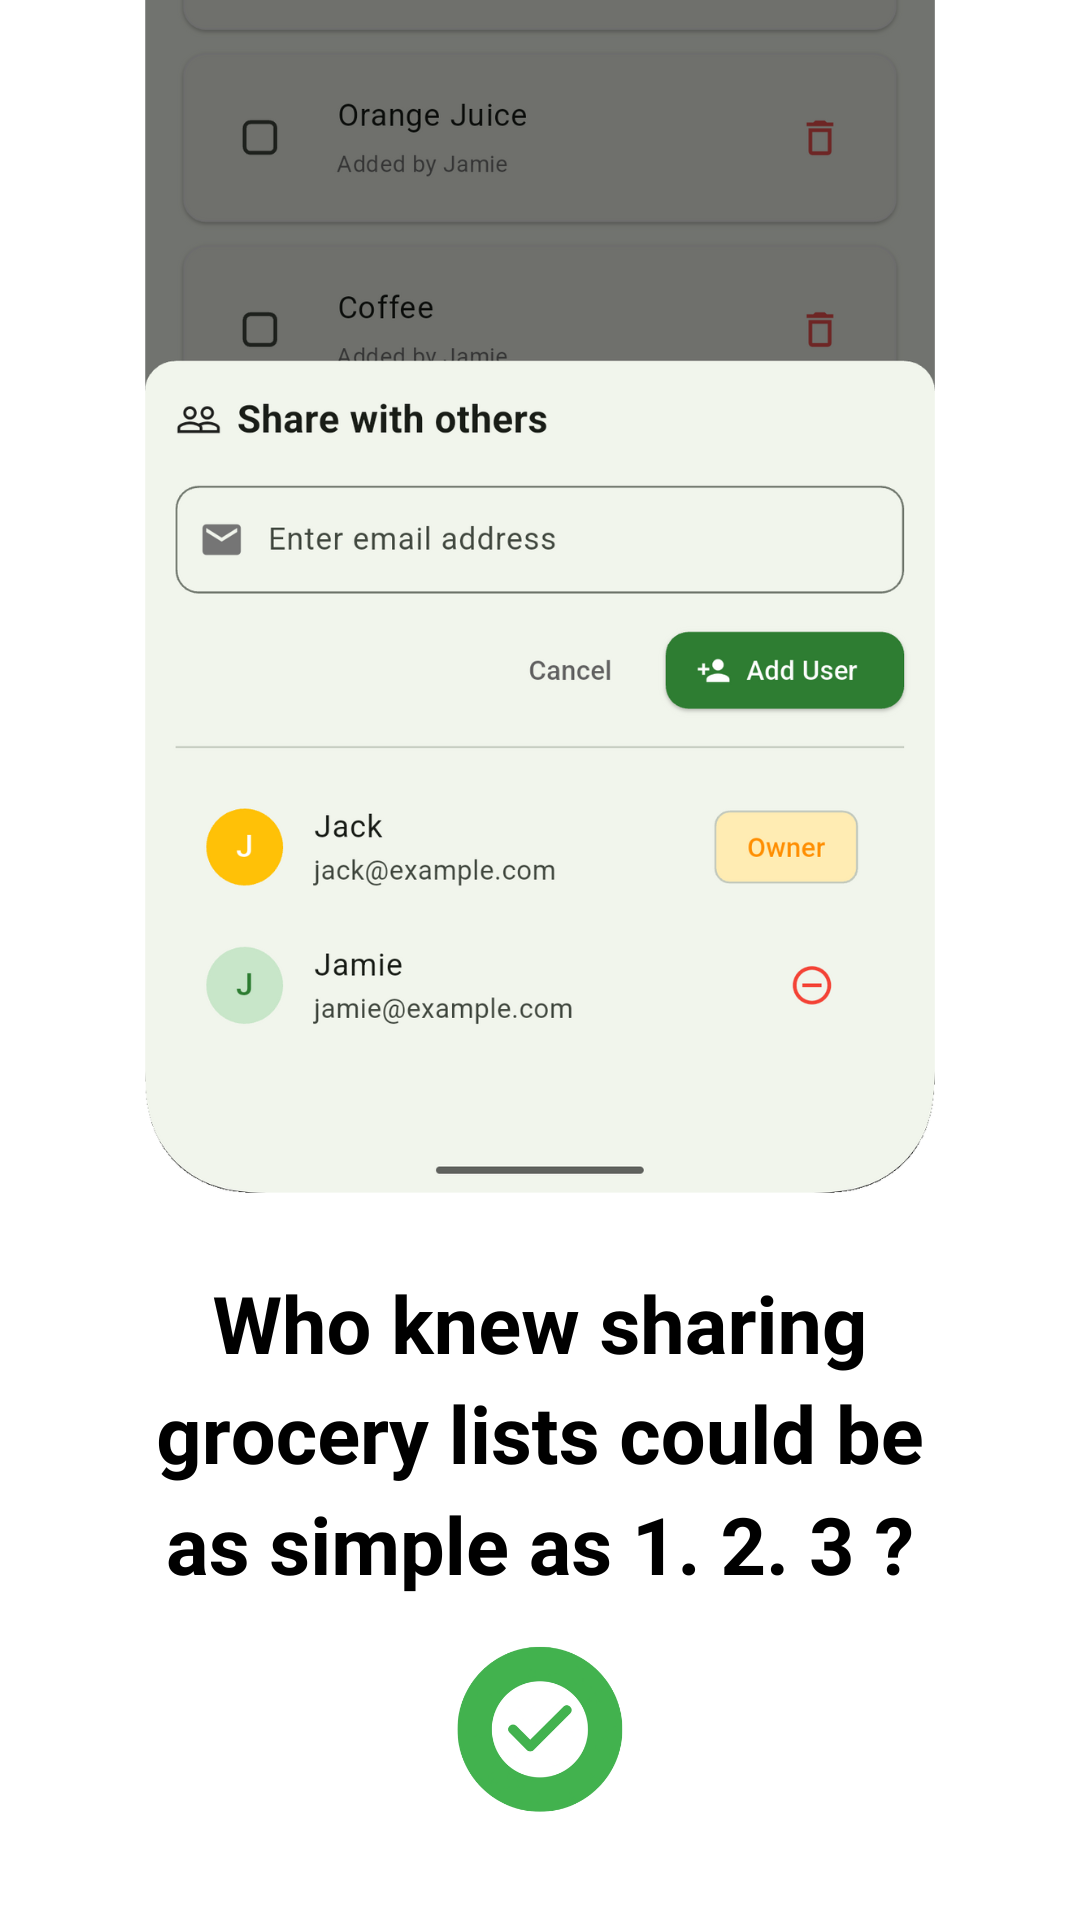 Orange Juice
Added by Jamie
Coffee
Added by Jamie
Share with others
Enter email address
Cancel
Add User
J
Jack
jack@example.com
Owner
J
Jamie
jamie@example.com
Who knew sharing
grocery lists could be
as simple as 1. 2. 3 ?